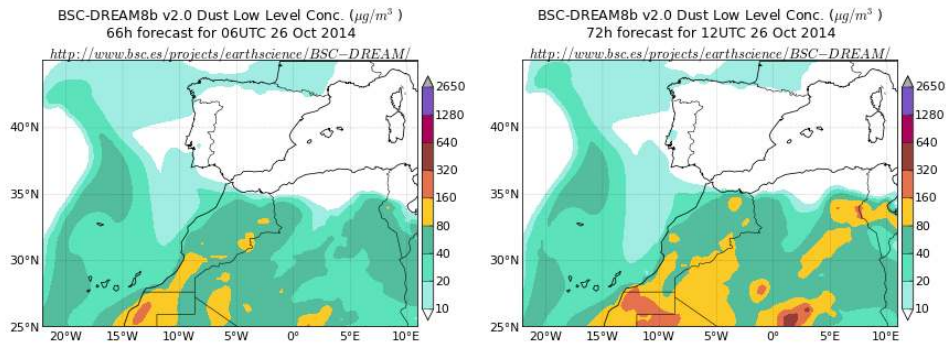 BSC-DREAM8b v2.0 Dust Low Level Conc. (μg/m³ )
66h forecast for 06UTC 26 Oct 2014
http://www.bsc.es/projects/earthscience/BSC−DREAM/
40°N
35°N
30°N
25°N
20°W
15°W
10°W
5°W
0°E
5°E
10°E
2650
1280
640
320
160
80
40
20
10
BSC-DREAM8b v2.0 Dust Low Level Conc. (μg/m³ )
72h forecast for 12UTC 26 Oct 2014
http://www.bsc.es/projects/earthscience/BSC−DREAM/
40°N
35°N
30°N
25°N
20°W
15°W
10°W
5°W
0°E
5°E
10°E
2650
1280
640
320
160
80
40
20
10